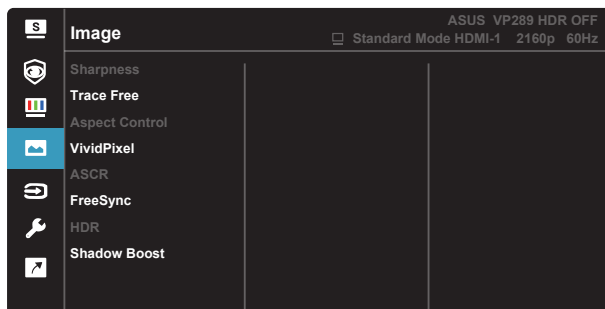 S
Image
ASUS VP289 HDR OFF
Standard Mode HDMI-1 2160p 60Hz
Sharpness
Trace Free
Aspect Control
VividPixel
ASCR
FreeSync
HDR
Shadow Boost